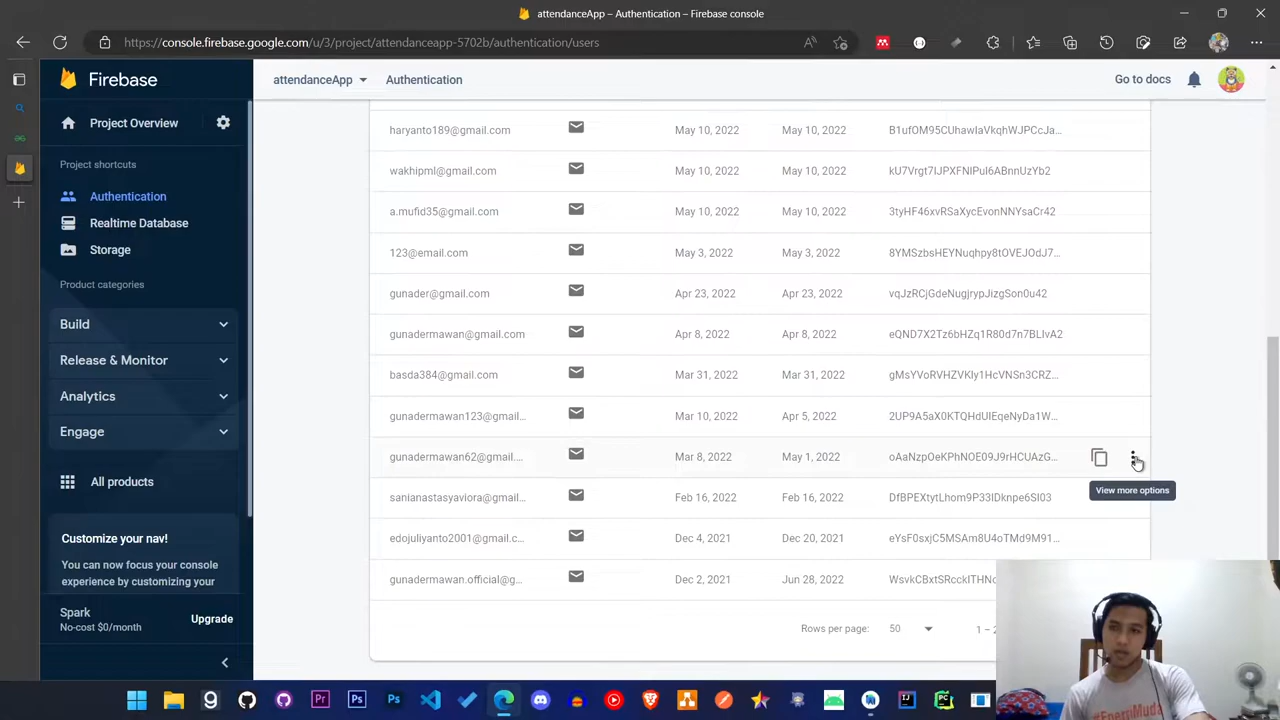 attendanceApp - Authentication – Firebase console
https://console.firebase.google.com/u/3/project/attendanceapp-5702b/authentication/users
Firebase
attendanceApp
Authentication
Go to docs
Project Overview
Project shortcuts
Authentication
Realtime Database
Storage
Product categories
Build
Release & Monitor
Analytics
Engage
All products
Customize your nav!
You can now focus your console
experience by customizing your
Spark
No-cost $0/month
Upgrade
haryanto189@gmail.com May 10, 2022 May 10, 2022 B1ufOM95CUhawIaVkqhWJPCcJa...
wakhipml@gmail.com May 10, 2022 May 10, 2022 kU7Vrgt7IJPXFNIPuI6ABnnUzYb2
a.mufid35@gmail.com May 10, 2022 May 10, 2022 3tyHF46xvRSaXycEvonNNYsaCr42
123@email.com May 3, 2022 May 3, 2022 8YMSzbsHEYNuqhpy8tOVEJOdJ7...
gunader@gmail.com Apr 23, 2022 Apr 23, 2022 vqJzRCjGdeNugjrypJizgSon0u42
gunadermawan@gmail.com Apr 8, 2022 Apr 8, 2022 eQND7X2Tz6bHZq1R80d7n7BLIvA2
basda384@gmail.com Mar 31, 2022 Mar 31, 2022 gMsYVoRVHZVKIy1HcVNSn3CRZ...
gunadermawan123@gmail... Mar 10, 2022 Apr 5, 2022 2UP9A5aX0KTQHdUIEqeNyDa1W...
gunadermawan62@gmail.... Mar 8, 2022 May 1, 2022 oAaNzpOeKPhNOE09J9rHCUAzG...
View more options
sanianastasyionora@gmail... Feb 16, 2022 Feb 16, 2022 DfBPEXtytLhom9P33IDknpe6SI03
edojuliyanto2001@gmail.c... Dec 4, 2021 Dec 20, 2021 eYsF0sxjC5MSAm8U4oTMd9M91...
gunadermawan.official@g... Dec 2, 2021 Jun 28, 2022
Rows per page: 50 1 –